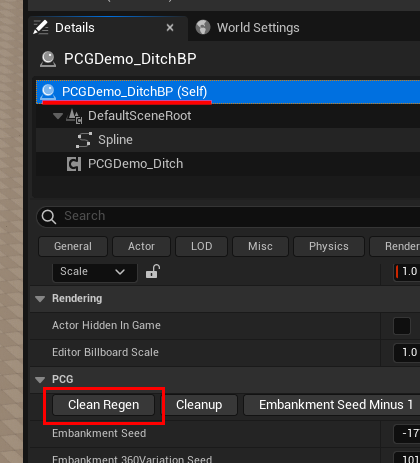 Details
World Settings
PCGDemo_DitchBP
PCGDemo_DitchBP (Self)
DefaultSceneRoot
Spline
PCGDemo_Ditch
Search
General Actor LOD Misc Physics Render
Scale 1.0
Rendering
Actor Hidden In Game
Editor Billboard Scale 1.0
PCG
Clean Regen Cleanup Embankment Seed Minus 1
Embankment Seed -17
Embankment 360Variation Seed 101